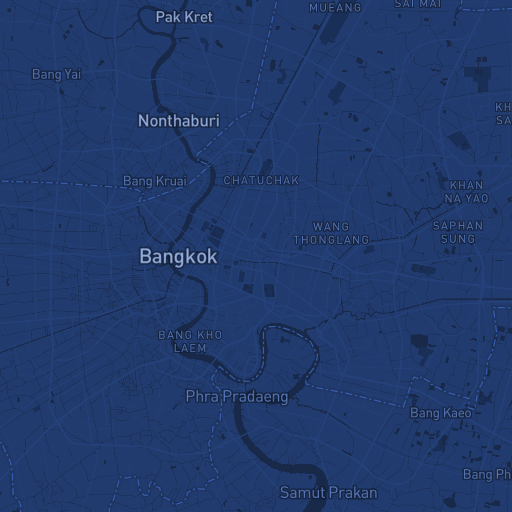 MUEANG
SAI MAI
Pak Kret
Bang Yai
KH
SA
Nonthaburi
Bang Kruai
CHATUCHAK
KHAN
NA YAO
WANG
THONGLANG
SAPHAN
SUNG
Bangkok
BANG KHO
LAEM
Phra Pradaeng
Bang Kaeo
Bang Ph
Samut Prakan